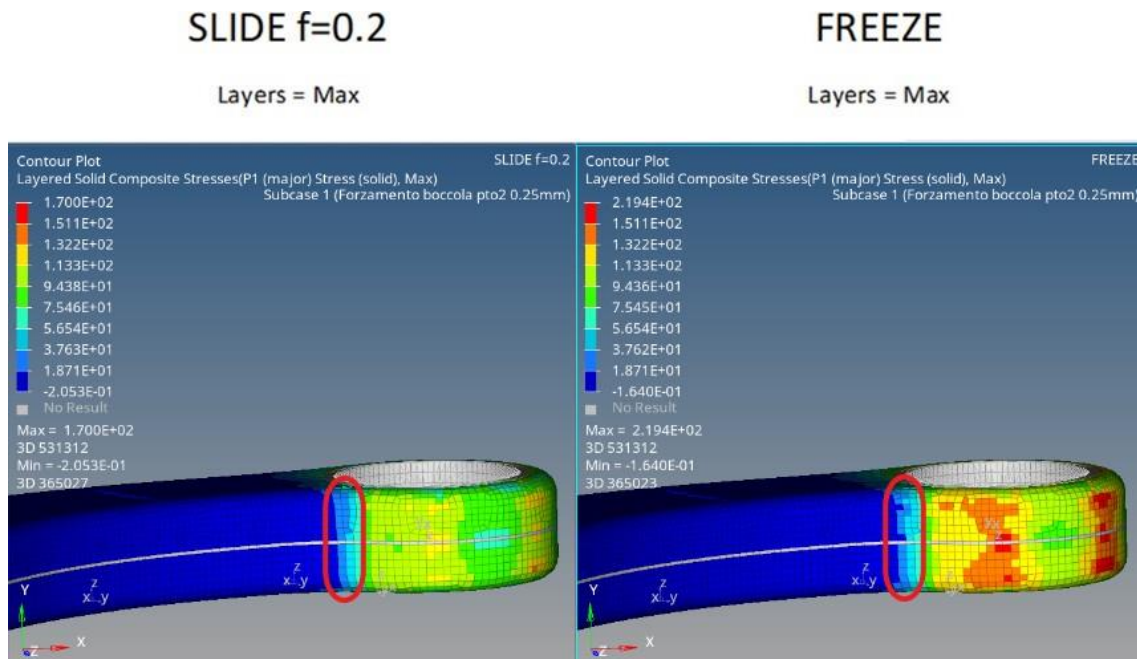 SLIDE f=0.2
FREEZE
Layers = Max
Layers = Max
Contour Plot
SLIDE f=0.2
Layered Solid Composite Stresses(P1 (major) Stress (solid), Max)
Subcase 1 (Forzamento boccola pto2 0.25mm)
1.700E+02
1.511E+02
1.322E+02
1.133E+02
9.438E+01
7.546E+01
5.654E+01
3.763E+01
1.871E+01
-2.053E-01
No Result
Max = 1.700E+02
3D 531312
Min = -2.053E-01
3D 365027
z
x
y
z
x
y
Y
Z
X
Contour Plot
FREEZE
Layered Solid Composite Stresses(P1 (major) Stress (solid), Max)
Subcase 1 (Forzamento boccola pto2 0.25mm)
2.194E+02
1.511E+02
1.322E+02
1.133E+02
9.436E+01
7.545E+01
5.654E+01
3.762E+01
1.871E+01
-1.640E-01
No Result
Max = 2.194E+02
3D 531312
Min = -1.640E-01
3D 365023
z
x
y
z
x
y
Y
Z
X